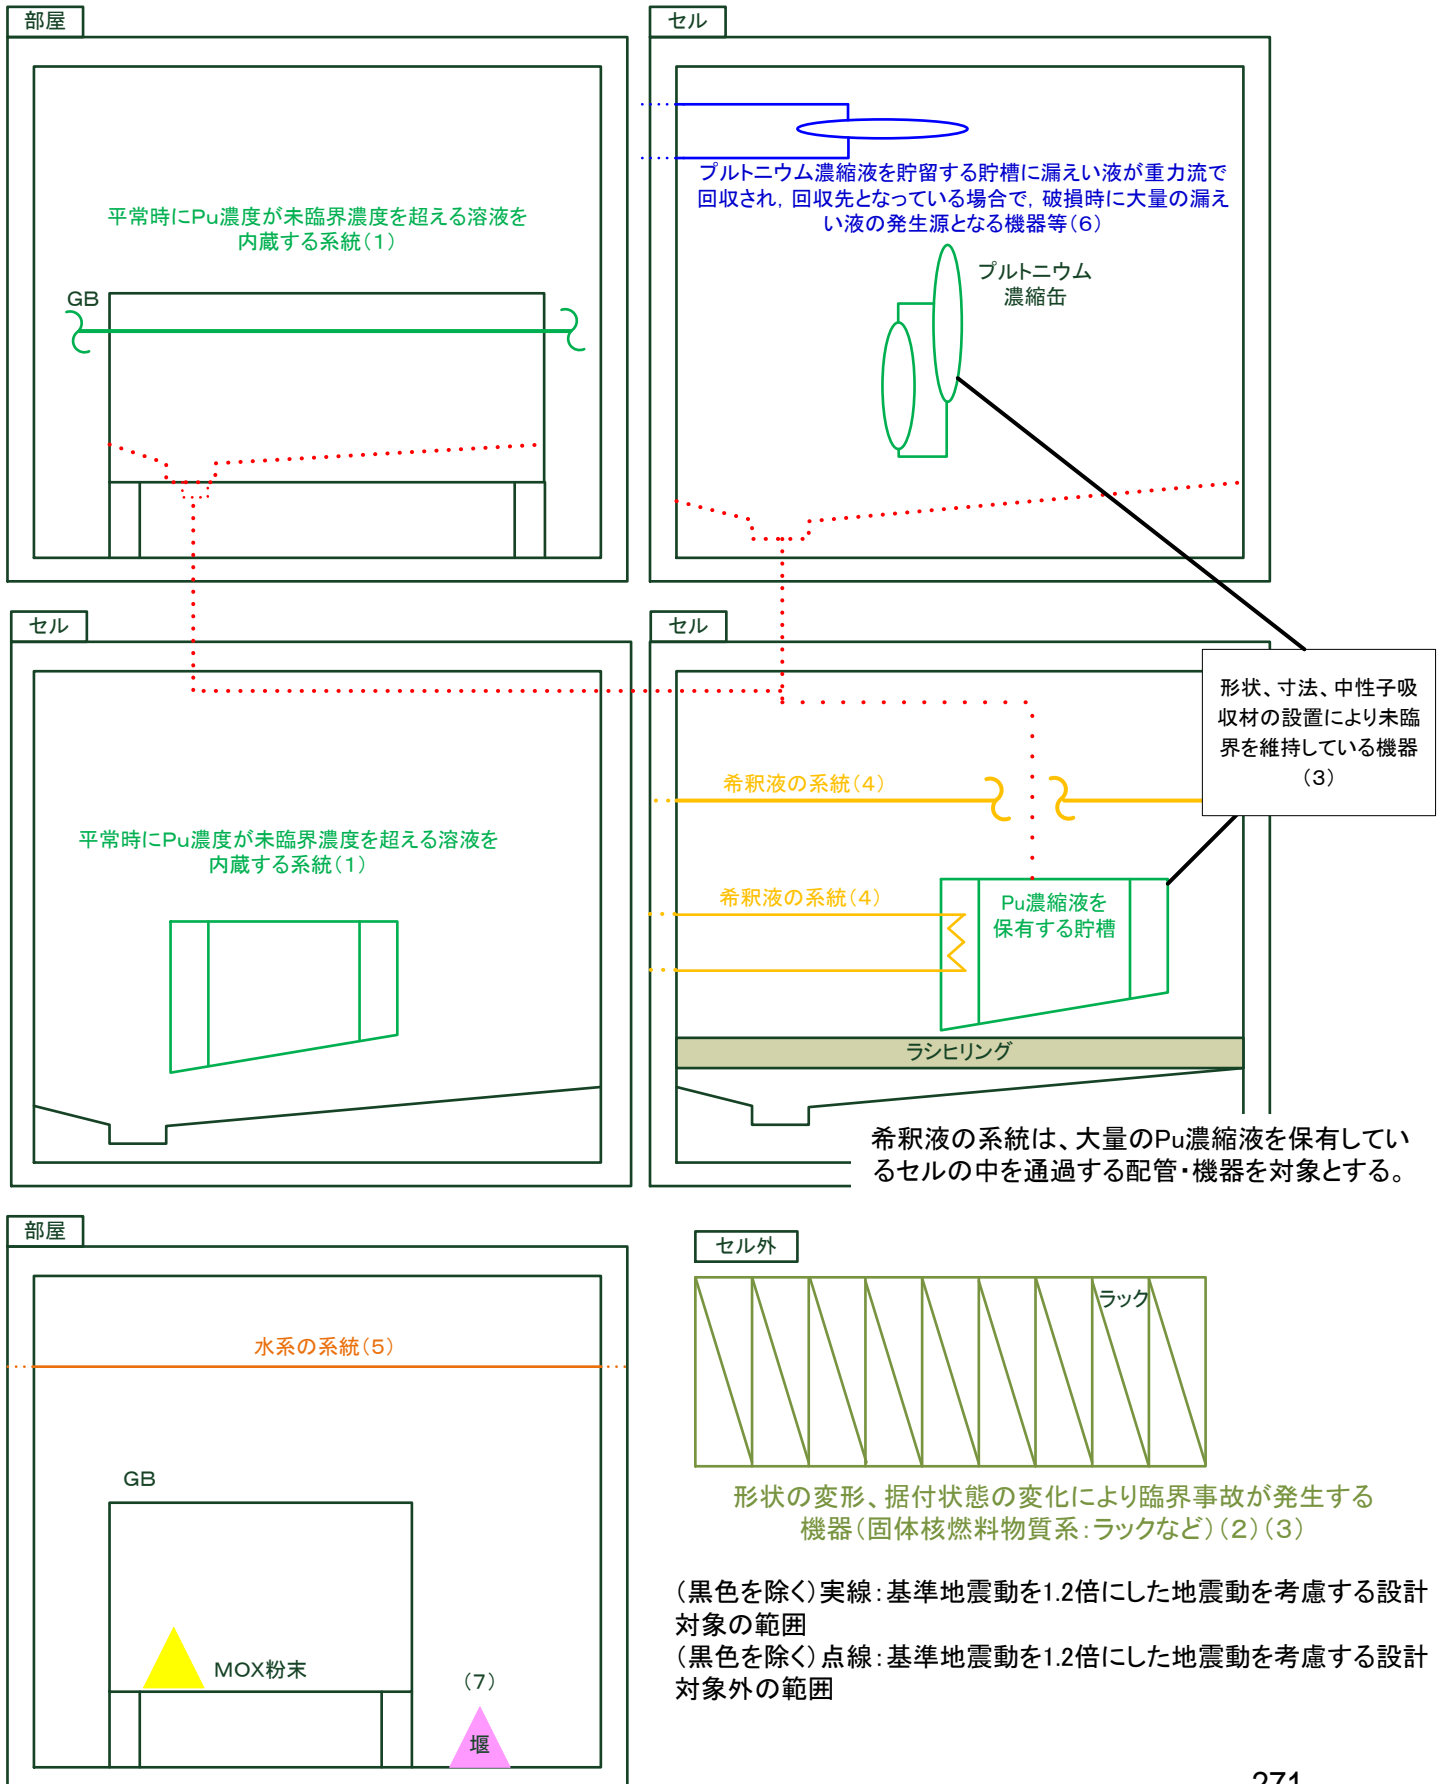 部屋
平常時にPu濃度が未臨界濃度を超える溶液を
内蔵する系統(1)
GB
セル
プルトニウム濃縮液を貯留する貯槽に漏えい液が重力流で
回収され, 回収先となっている場合で, 破損時に大量の漏え
い液の発生源となる機器等(6)
プルトニウム
濃縮缶
セル
平常時にPu濃度が未臨界濃度を超える溶液を
内蔵する系統(1)
セル
形状、寸法、中性子吸
収材の設置により未臨
界を維持している機器
(3)
希釈液の系統(4)
希釈液の系統(4)
Pu濃縮液を
保有する貯槽
ラシヒリング
希釈液の系統は、大量のPu濃縮液を保有してい
るセルの中を通過する配管・機器を対象とする。
部屋
水系の系統(5)
GB
MOX粉末
(7)
堰
セル外
ラック
形状の変形、据付状態の変化により臨界事故が発生する
機器(固体核燃料物質系:ラックなど)(2)(3)
(黒色を除く)実線:基準地震動を1.2倍にした地震動を考慮する設計
対象の範囲
(黒色を除く)点線:基準地震動を1.2倍にした地震動を考慮する設計
対象外の範囲
271